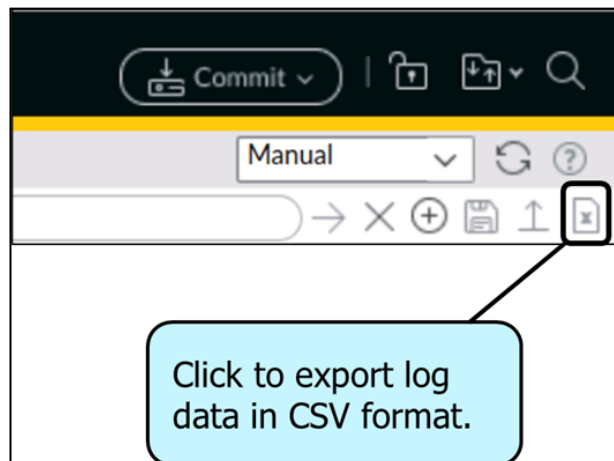 Commit
Manual
Click to export log
data in CSV format.